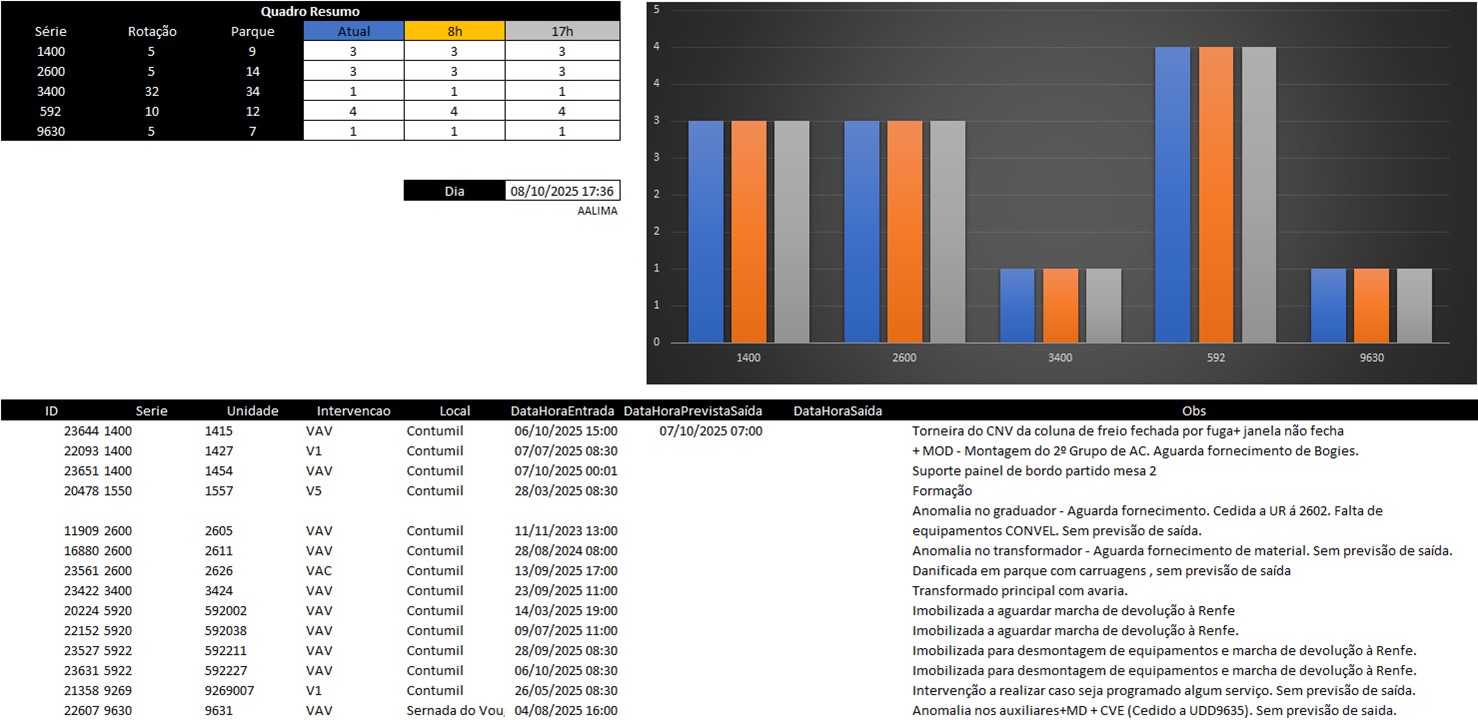 Quadro Resumo
Série Rotação Parque Atual 8h 17h
1400 5 9 3 3 3
2600 5 14 3 3 3
3400 32 34 1 1 1
592 10 12 4 4 4
9630 5 7 1 1 1
Dia 08/10/2025 17:36
AALIMA
5
4
4
3
3
2
2
1
1
0
1400 2600 3400 592 9630
ID Serie Unidade Intervencao Local DataHoraEntrada DataHoraPrevistaSaída DataHoraSaída Obs
23644 1400 1415 VAV Contumil 06/10/2025 15:00 07/10/2025 07:00 Torneira do CNV da coluna de freio fechada por fuga+ janela não fecha
22093 1400 1427 V1 Contumil 07/07/2025 08:30 + MOD - Montagem do 2º Grupo de AC. Aguarda fornecimento de Bogies.
23651 1400 1454 VAV Contumil 07/10/2025 00:01 Suporte painel de bordo partido mesa 2
20478 1550 1557 V5 Contumil 28/03/2025 08:30 Formação
Anomalia no graduador - Aguarda fornecimento. Cedida a UR á 2602. Falta de
11909 2600 2605 VAV Contumil 11/11/2023 13:00 equipamentos CONVEL. Sem previsão de saída.
16880 2600 2611 VAV Contumil 28/08/2024 08:00 Anomalia no transformador - Aguarda fornecimento de material. Sem previsão de saída.
23561 2600 2626 VAC Contumil 13/09/2025 17:00 Danificada em parque com carruagens , sem previsão de saída
23422 3400 3424 VAV Contumil 23/09/2025 11:00 Transformado principal com avaria.
20224 5920 592002 VAV Contumil 14/03/2025 19:00 Imobilizada a aguardar marcha de devolução à Renfe
22152 5920 592038 VAV Contumil 09/07/2025 11:00 Imobilizada a aguardar marcha de devolução à Renfe.
23527 5922 592211 VAV Contumil 28/09/2025 08:30 Imobilizada para desmontagem de equipamentos e marcha de devolução à Renfe.
23631 5922 592227 VAV Contumil 06/10/2025 08:30 Imobilizada para desmontagem de equipamentos e marcha de devolução à Renfe.
21358 9269 9269007 V1 Contumil 26/05/2025 08:30 Intervenção a realizar caso seja programado algum serviço. Sem previsão de saída.
22607 9630 9631 VAV Sernada do Vou 04/08/2025 16:00 Anomalia nos auxiliares+MD + CVE (Cedido a UDD9635). Sem previsão de saida.